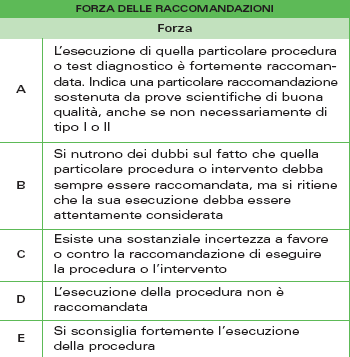 FORZA DELLE RACCOMANDAZIONI
Forza
A
L'esecuzione di quella particolare procedura
o test diagnostico è fortemente raccoman-
data. Indica una particolare raccomandazione
sostenuta da prove scientifiche di buona
qualità, anche se non necessariamente di
tipo I o II
B
Si nutrono dei dubbi sul fatto che quella
particolare procedura o intervento debba
sempre essere raccomandata, ma si ritiene
che la sua esecuzione debba essere
attentamente considerata
C
Esiste una sostanziale incertezza a favore
o contro la raccomandazione di eseguire
la procedura o l'intervento
D
L'esecuzione della procedura non è
raccomandata
E
Si sconsiglia fortemente l'esecuzione
della procedura